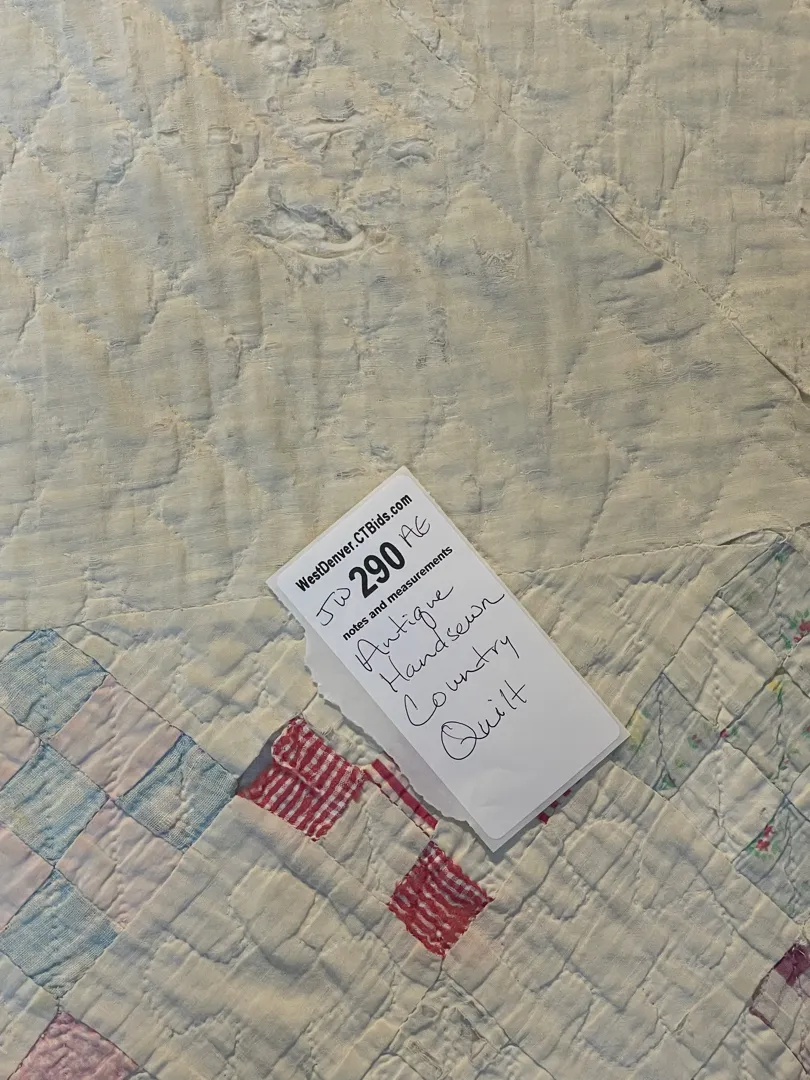 WestDenver.CTBids.com
JW 290 AE
notes and measurements
Antique
Handsewn
Country
Quilt